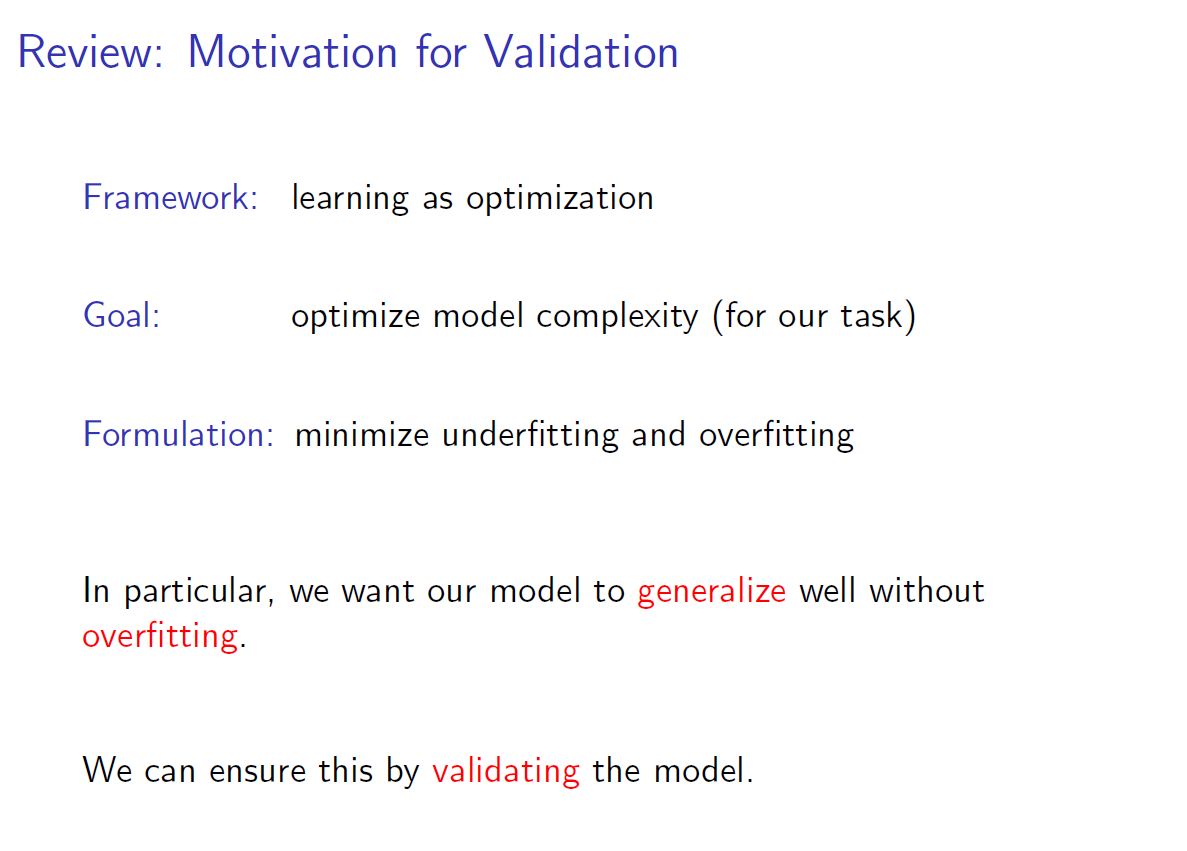 Review: Motivation for Validation
Framework: learning as optimization
Goal: optimize model complexity (for our task)
Formulation: minimize underfitting and overfitting
In particular, we want our model to generalize well without
overfitting.
We can ensure this by validating the model.